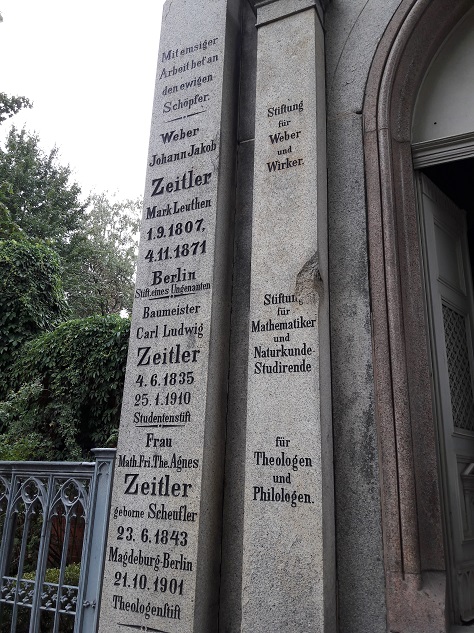 Mit emsiger
Arbeit bet' an
den ewigen
Schöpfer.
Weber
Johann Jakob
Zeitler
Mark Leuthen
1.9.1807,
4.11.1871
Berlin
Stift.eines Ungenanten
Baumeister
Carl Ludwig
Zeitler
4.6.1835
25.1.1910
Studentenstift
Frau
Math.Fri.The.Agnes
Zeitler
geborne Scheufler
23.6.1843
Magdeburg-Berlin
21.10.1901
Theologenstift
Stiftung
für
Weber
und
Wirker.
Stiftung
für
Mathematiker
und
Naturkunde-
Studirende
für
Theologen
und
Philologen.